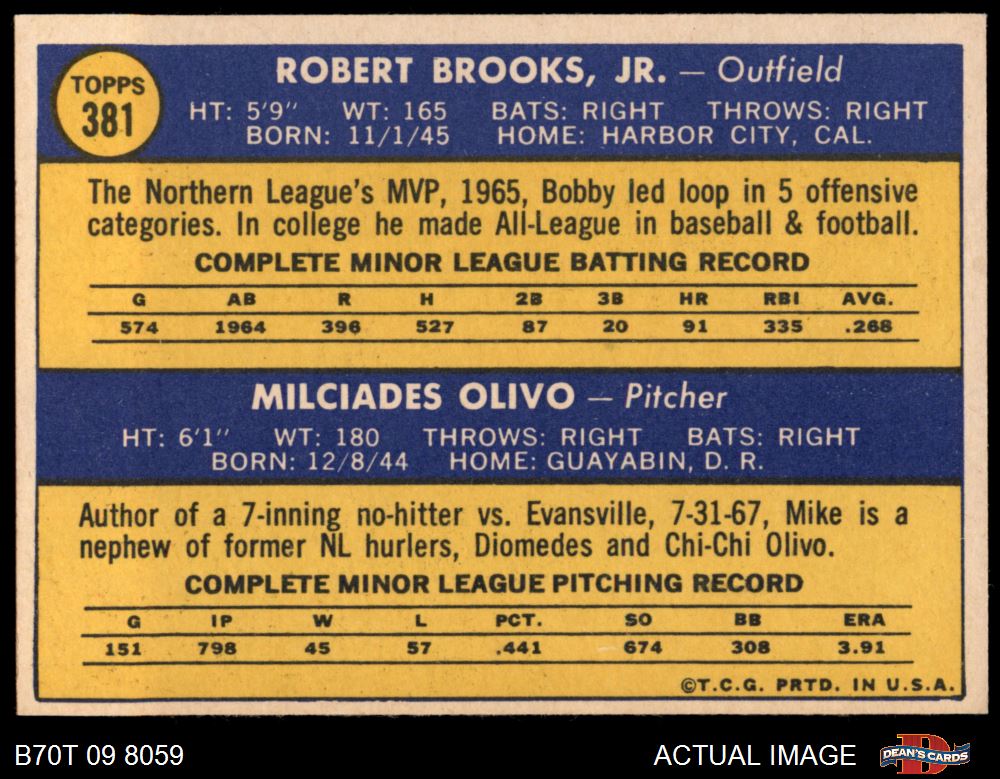 TOPPS
381
ROBERT BROOKS, JR. — Outfield
HT: 5'9" WT: 165 BATS: RIGHT THROWS: RIGHT
BORN: 11/1/45 HOME: HARBOR CITY, CAL.
The Northern League's MVP, 1965, Bobby led loop in 5 offensive
categories. In college he made All-League in baseball & football.
COMPLETE MINOR LEAGUE BATTING RECORD
G AB R H 2B 3B HR RBI AVG.
574 1964 396 527 87 20 91 335 .268
MILCIADES OLIVO — Pitcher
HT: 6'1" WT: 180 THROWS: RIGHT BATS: RIGHT
BORN: 12/8/44 HOME: GUAYABIN, D. R.
Author of a 7-inning no-hitter vs. Evansville, 7-31-67, Mike is a
nephew of former NL hurlers, Diomedes and Chi-Chi Olivo.
COMPLETE MINOR LEAGUE PITCHING RECORD
G IP W L PCT. SO BB ERA
151 798 45 57 .441 674 308 3.91
©T.C.G. PRTD. IN U.S.A.
B70T 09 8059 ACTUAL IMAGE DEAN'S CARDS